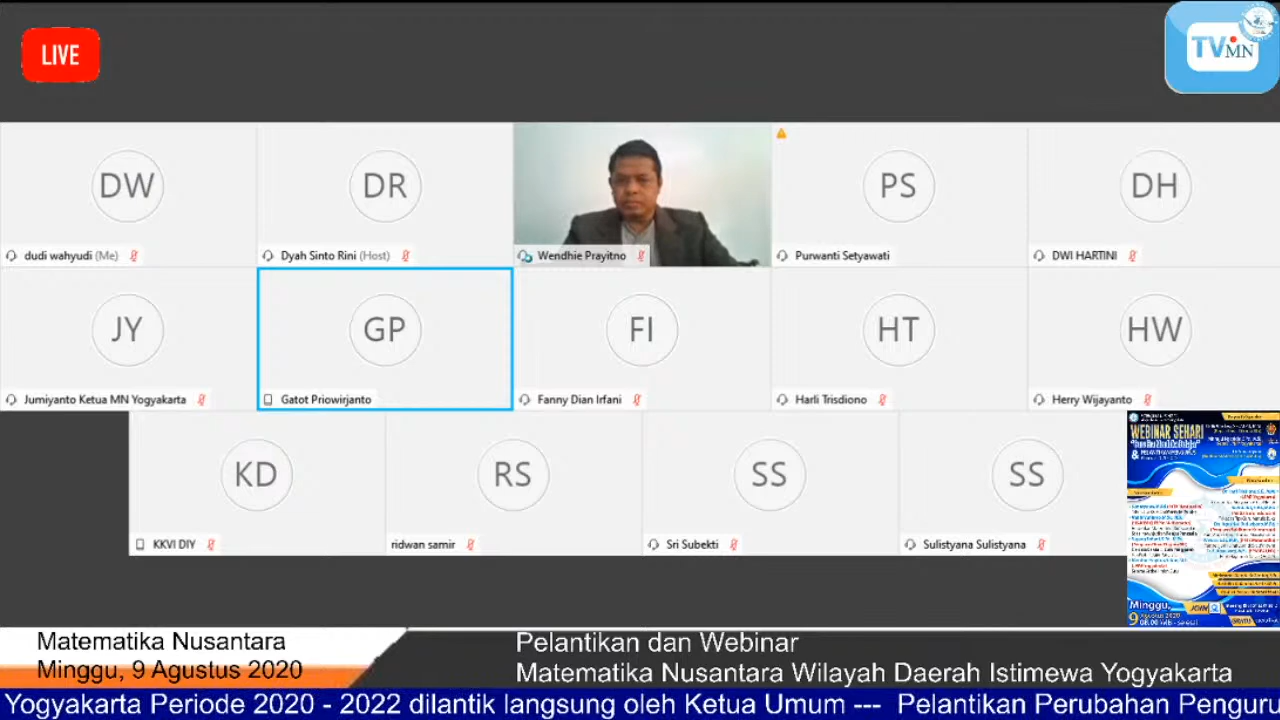 LIVE
TVMN
DW
DR
PS
DH
dudi wahyudi (Me)
Dyah Sinto Rini (Host)
Wendhie Prayitno
Purwanti Setyawati
DWI HARTINI
JY
GP
FI
HT
HW
Jumiyanto Ketua MN Yogyakarta
Gatot Priowirjanto
Fanny Dian Irfani
Harli Trisdiono
Herry Wijayanto
KD
RS
SS
SS
KKVI DIY
ridwan samir
Sri Subekti
Sulistyana Sulistyana
WEBINAR SEHARI
Minggu,
9 Agustus 2020
Matematika Nusantara
Minggu, 9 Agustus 2020
Pelantikan dan Webinar
Matematika Nusantara Wilayah Daerah Istimewa Yogyakarta
Yogyakarta Periode 2020 - 2022 dilantik langsung oleh Ketua Umum --- Pelantikan Perubahan Penguru